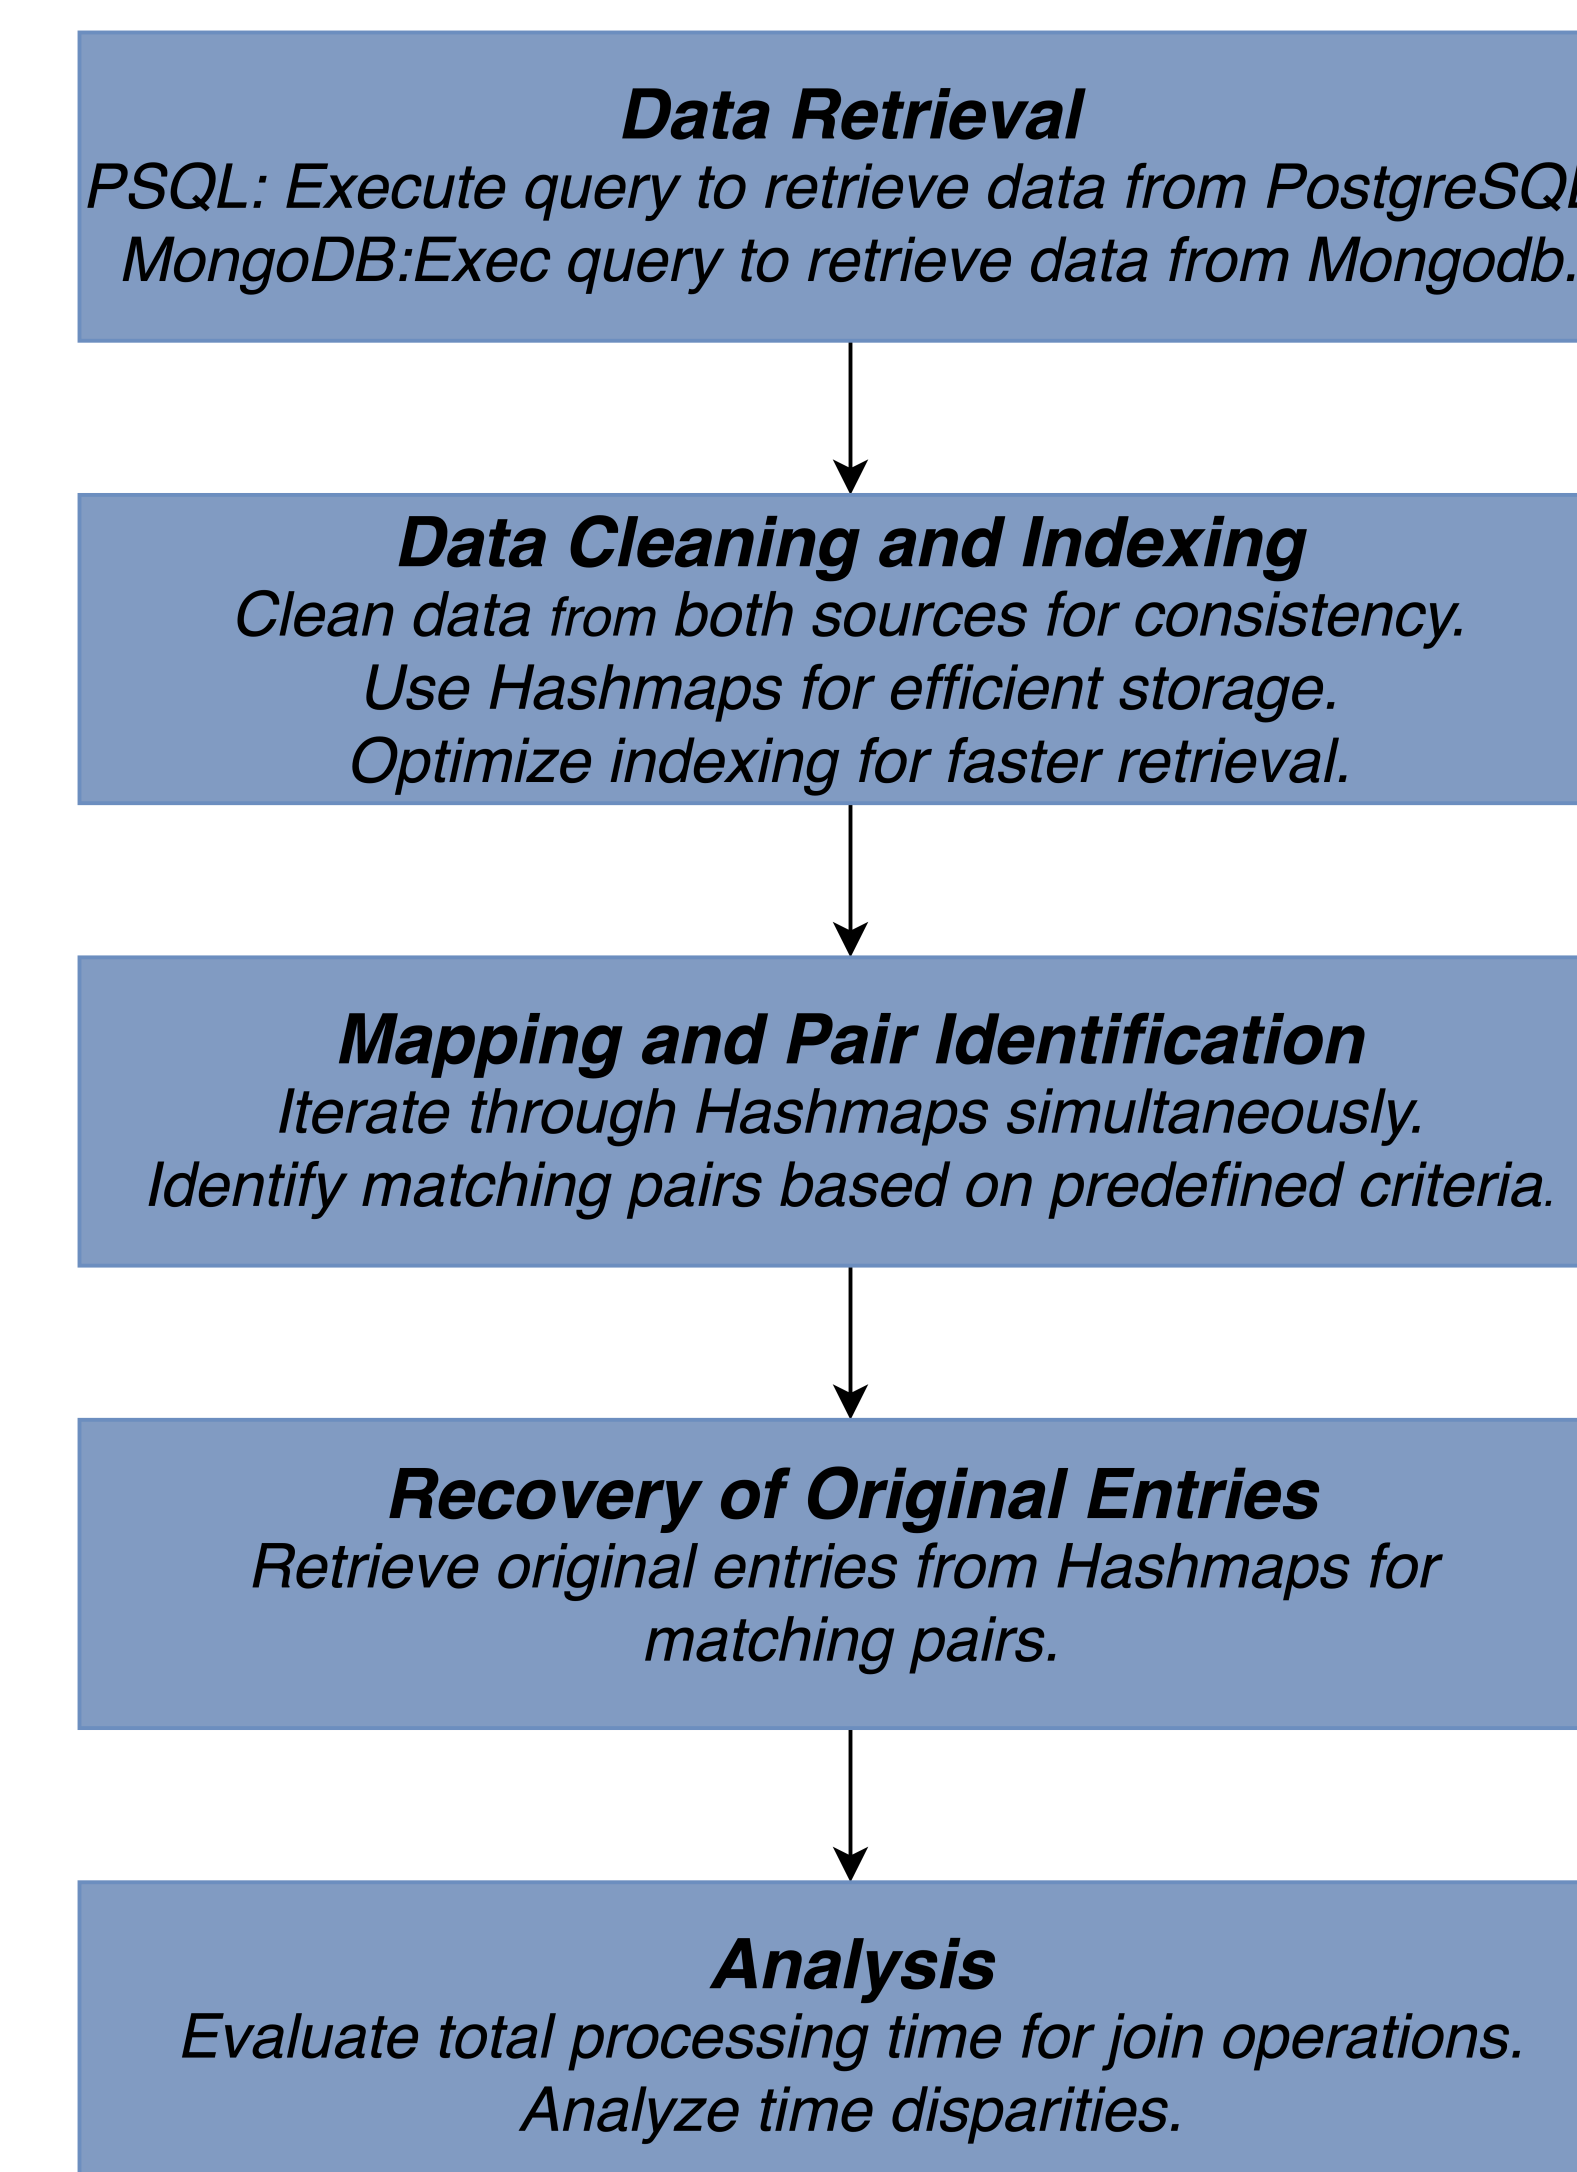 Data Retrieval
PSQL: Execute query to retrieve data from PostgreSQL
MongoDB:Exec query to retrieve data from Mongodb.
Data Cleaning and Indexing
Clean data from both sources for consistency.
Use Hashmaps for efficient storage.
Optimize indexing for faster retrieval.
Mapping and Pair Identification
Iterate through Hashmaps simultaneously.
Identify matching pairs based on predefined criteria.
Recovery of Original Entries
Retrieve original entries from Hashmaps for
matching pairs.
Analysis
Evaluate total processing time for join operations.
Analyze time disparities.